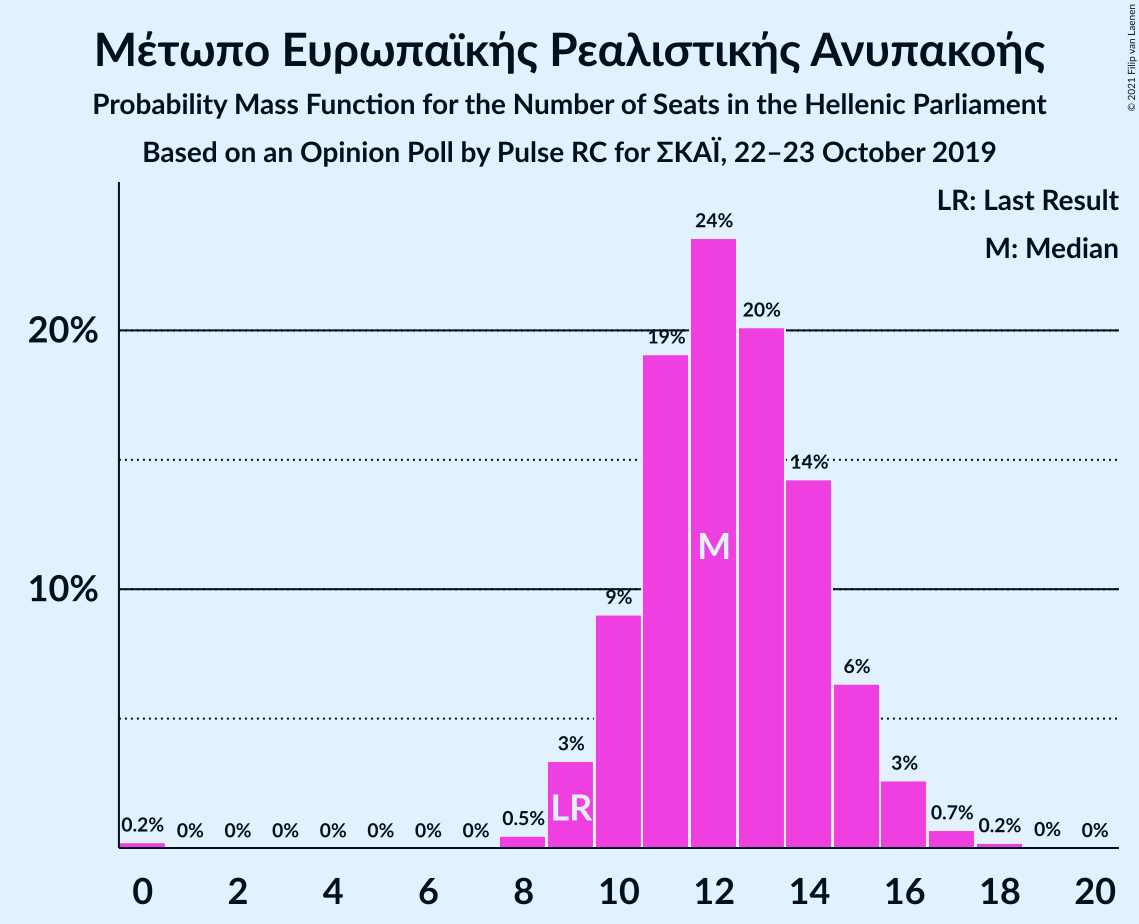 Μέτωπο Ευρωπαϊκής Ρεαλιστικής Ανυπακοής
Probability Mass Function for the Number of Seats in the Hellenic Parliament
Based on an Opinion Poll by Pulse RC for ΣΚΑΪ, 22–23 October 2019
© 2021 Filip van Laenen
LR: Last Result
M: Median
20%
10%
0.2%
0%
0%
0%
0%
0%
0%
0%
0.5%
3%
9%
19%
24%
20%
14%
6%
3%
0.7%
0.2%
0%
0%
LR
M
0 2 4 6 8 10 12 14 16 18 20